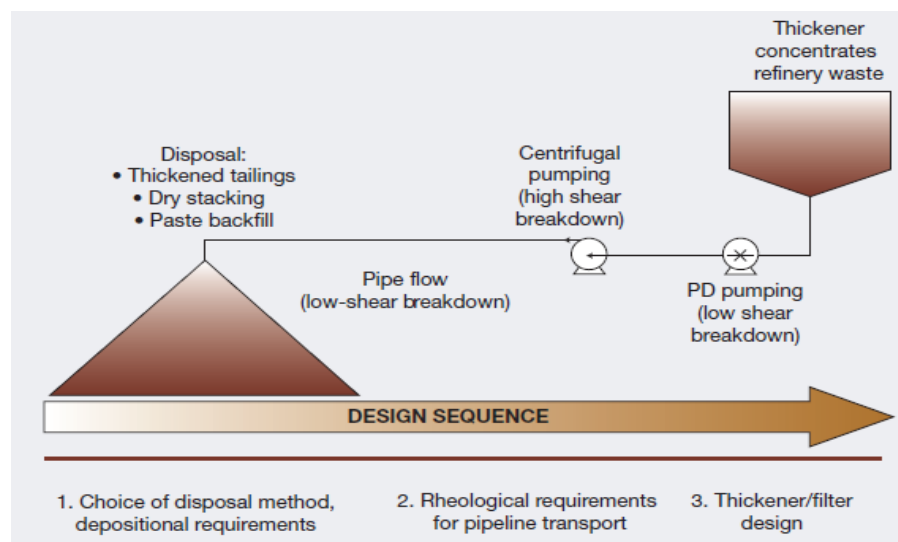 Thickener
concentrates
refinery waste
Disposal:
• Thickened tailings
• Dry stacking
• Paste backfill
Centrifugal
pumping
(high shear
breakdown)
Pipe flow
(low-shear breakdown)
PD pumping
(low shear
breakdown)
DESIGN SEQUENCE
1. Choice of disposal method,
depositional requirements
2. Rheological requirements
for pipeline transport
3. Thickener/filter
design